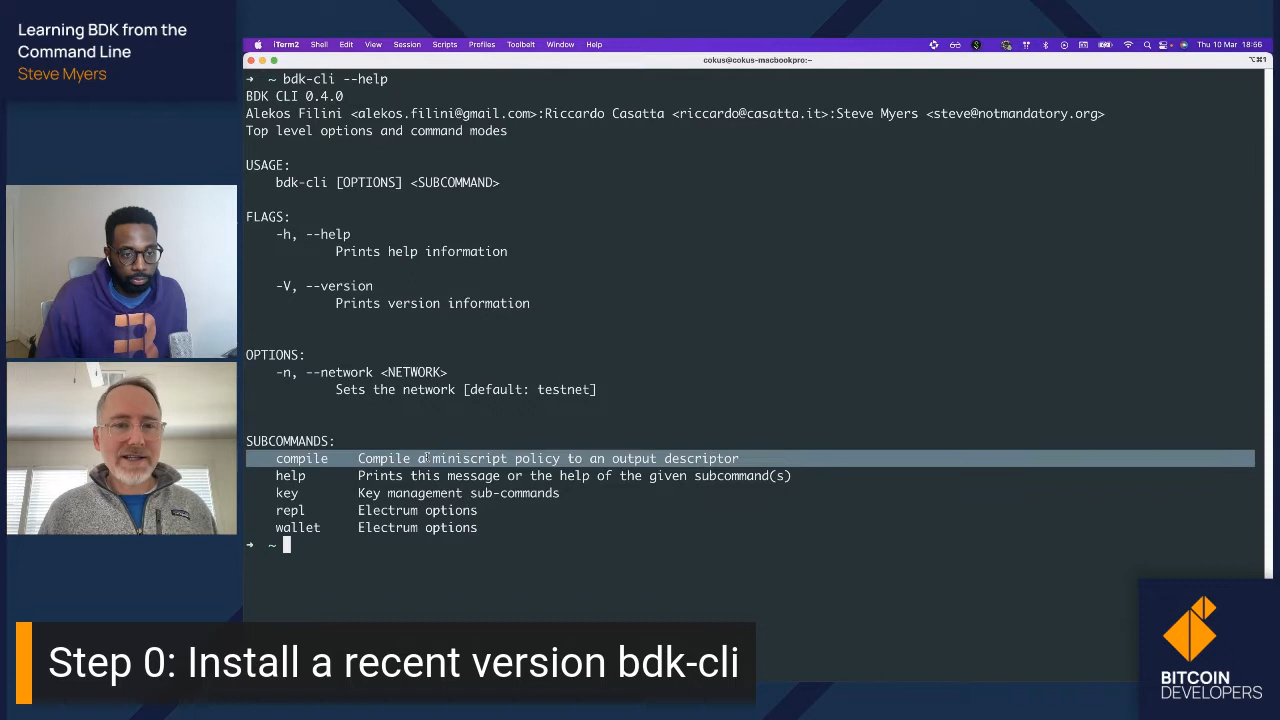 Learning BDK from the
Command Line
Steve Myers
iTerm2 Shell Edit View Session Scripts Profiles Toolbelt Window Help
Thu 10 Mar 18:56
cokus@cokus-macbookpro:~
⌥⌘1
➜ ~ bdk-cli --help
BDK CLI 0.4.0
Alekos Filini <alekos.filini@gmail.com>:Riccardo Casatta <riccardo@casatta.it>:Steve Myers <steve@notmandatory.org>
Top level options and command modes
USAGE:
bdk-cli [OPTIONS] <SUBCOMMAND>
FLAGS:
-h, --help
Prints help information
-V, --version
Prints version information
OPTIONS:
-n, --network <NETWORK>
Sets the network [default: testnet]
SUBCOMMANDS:
compile Compile a miniscript policy to an output descriptor
help Prints this message or the help of the given subcommand(s)
key Key management sub-commands
repl Electrum options
wallet Electrum options
➜ ~
Step 0: Install a recent version bdk-cli
BITCOIN
DEVELOPERS